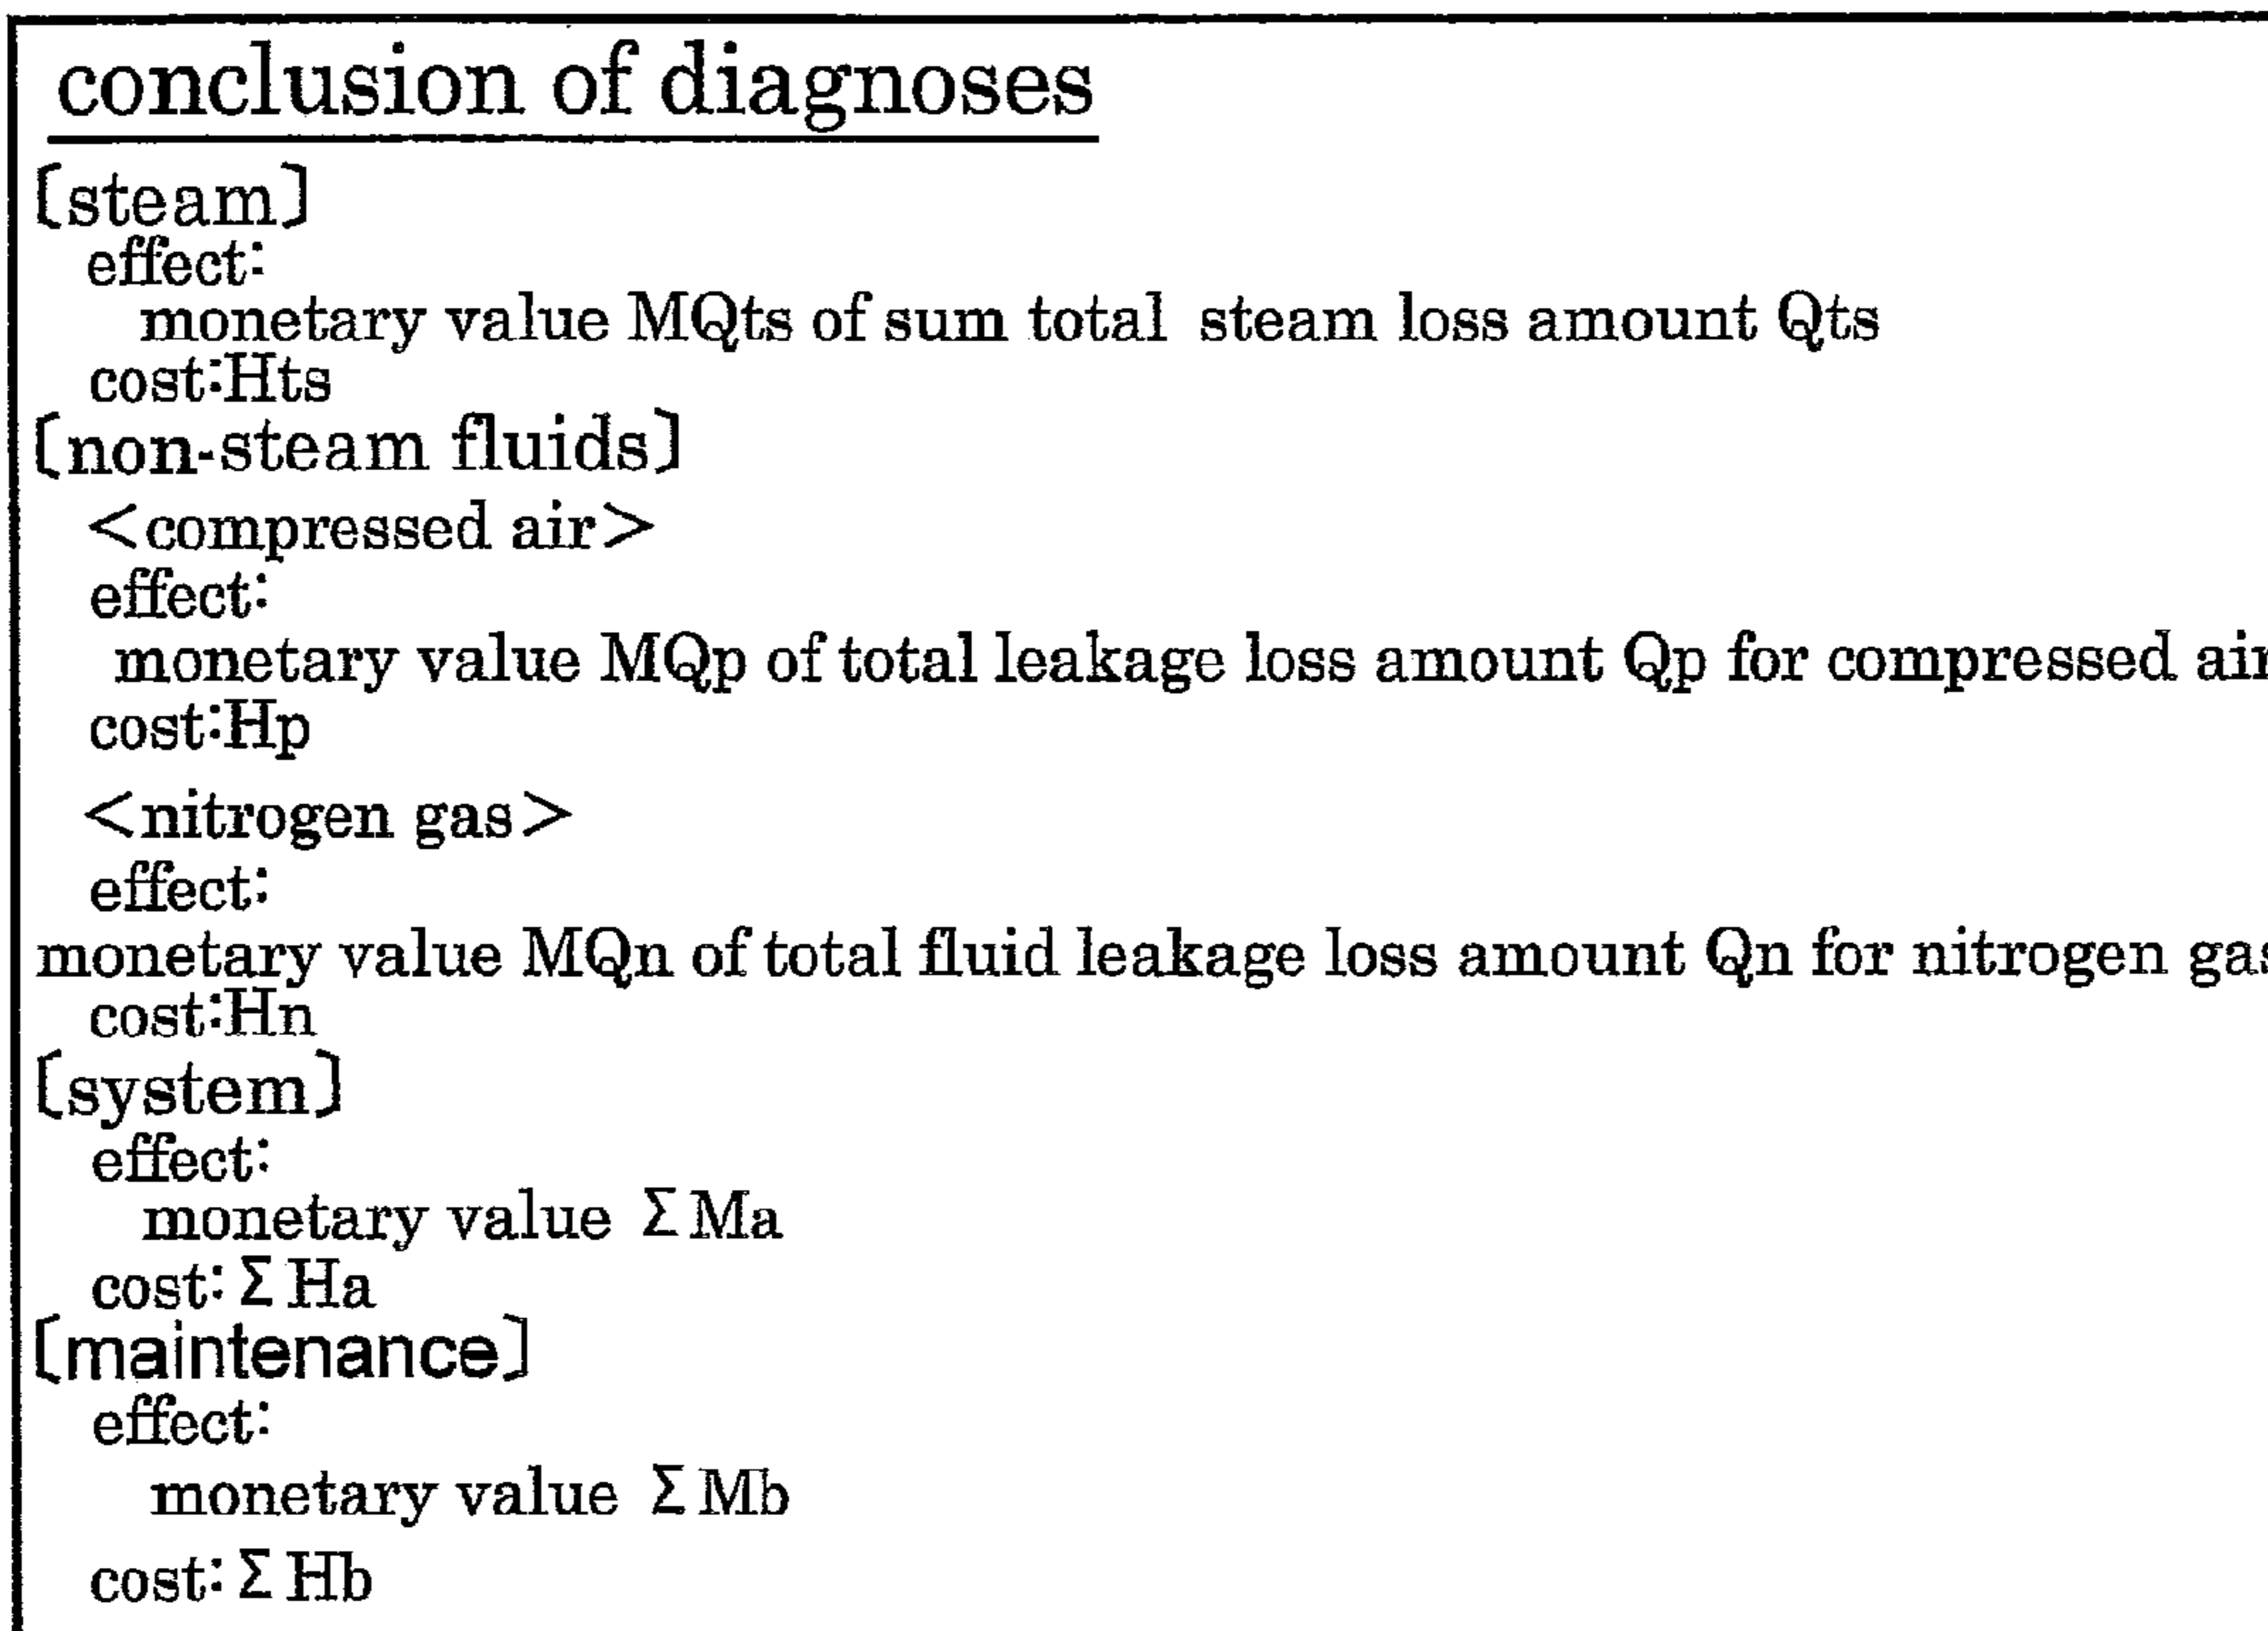 conclusion of diagnoses
〔steam〕
effect:
monetary value MQts of sum total steam loss amount Qts
cost:Hts
〔non-steam fluids〕
<compressed air>
effect:
monetary value MQp of total leakage loss amount Qp for compressed air
cost:Hp
<nitrogen gas>
effect:
monetary value MQn of total fluid leakage loss amount Qn for nitrogen gas
cost:Hn
〔system〕
effect:
monetary value ΣMa
cost:ΣHa
〔maintenance〕
effect:
monetary value ΣMb
cost:ΣHb